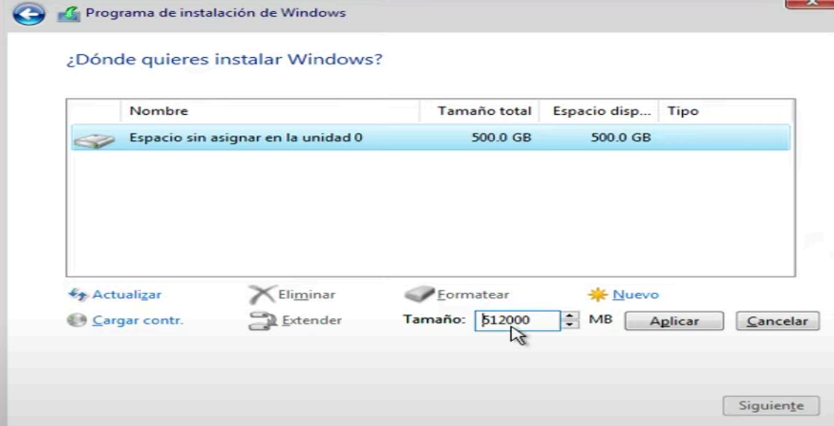 Programa de instalación de Windows
¿Dónde quieres instalar Windows?
Nombre Tamaño total Espacio disp... Tipo
Espacio sin asignar en la unidad 0 500.0 GB 500.0 GB
Actualizar Eliminar Formatear Nuevo
Cargar contr. Extender Tamaño: 512000 MB Aplicar Cancelar
Siguiente